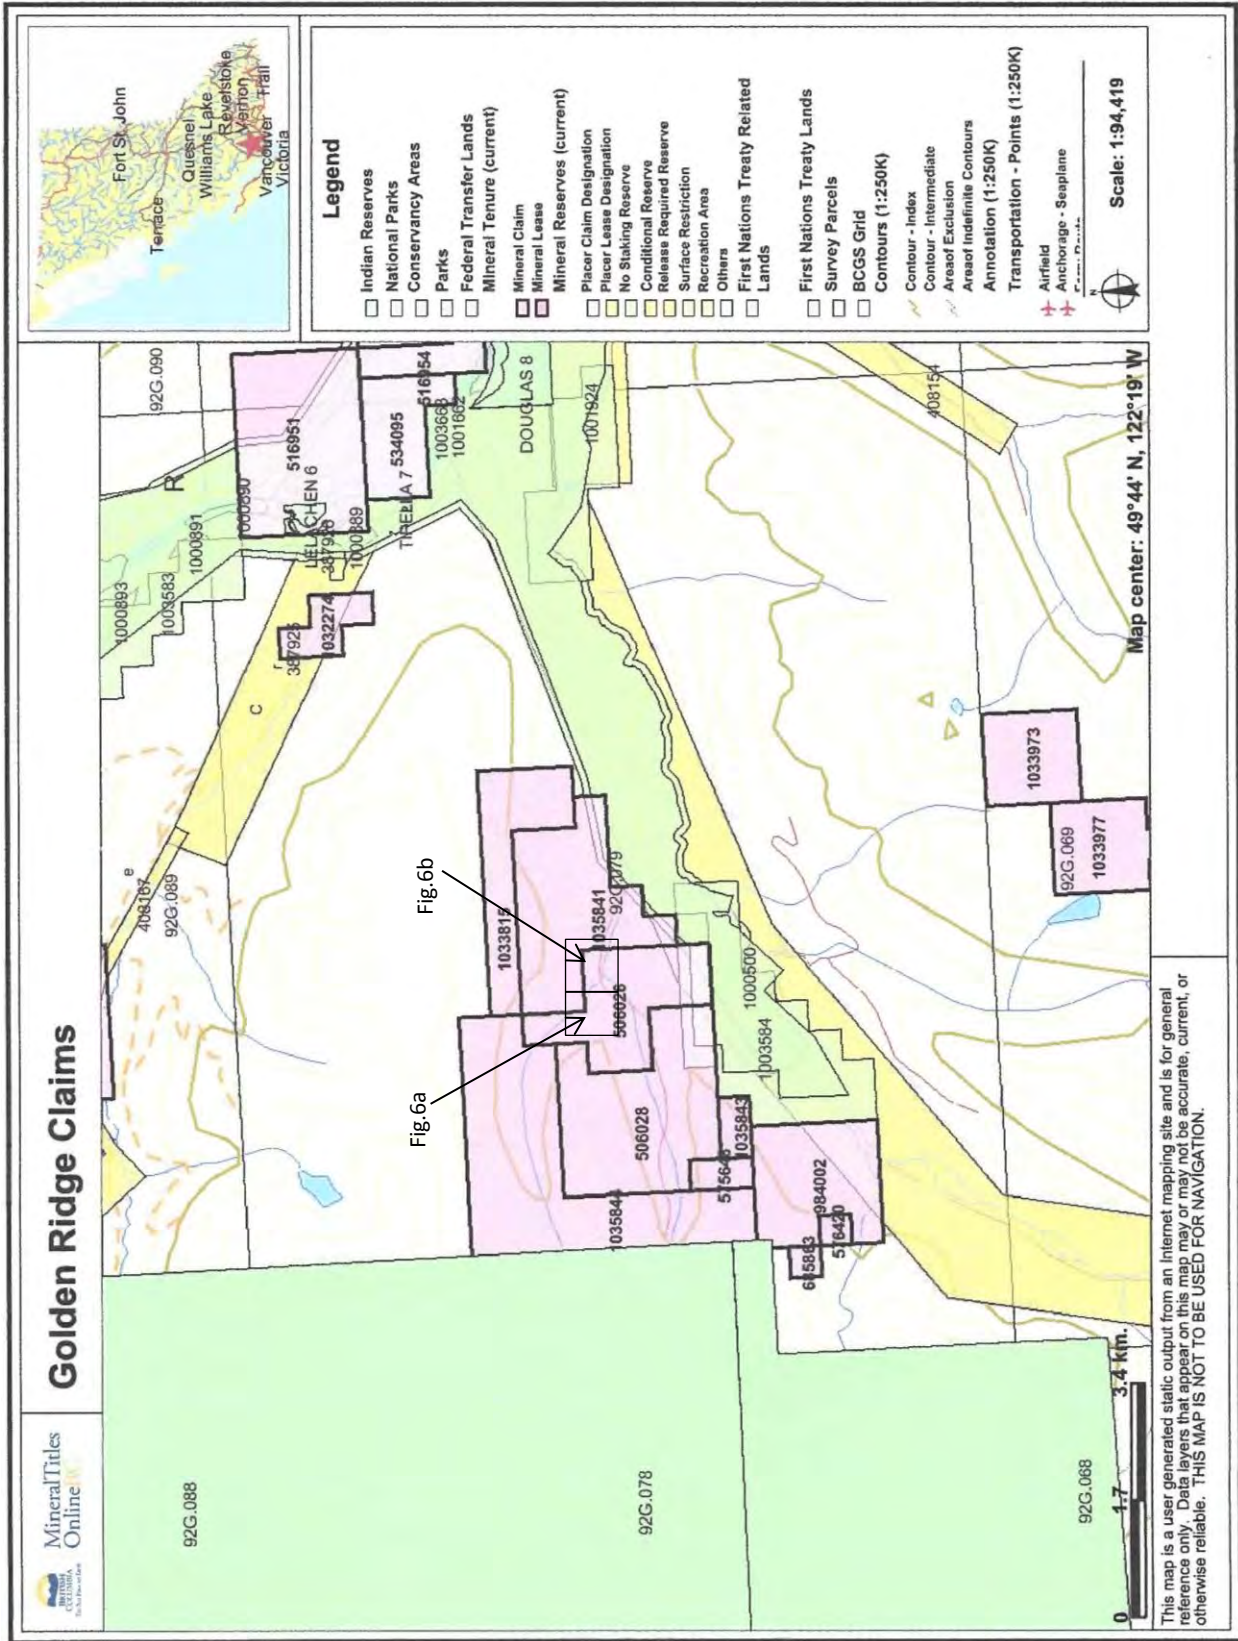 BRITISH
COLUMBIA
MineralTitles
OnlineBC
Golden Ridge Claims
Fort St. John
Terrace
Quesnel
Williams Lake
Revelstoke
Vernon
Vancouver
Trail
Victoria
Legend
Indian Reserves
National Parks
Conservancy Areas
Parks
Federal Transfer Lands
Mineral Tenure (current)
Mineral Claim
Mineral Lease
Mineral Reserves (current)
Placer Claim Designation
Placer Lease Designation
No Staking Reserve
Conditional Reserve
Release Required Reserve
Surface Restriction
Recreation Area
Others
First Nations Treaty Related
Lands
First Nations Treaty Lands
Survey Parcels
BCGS Grid
Contours (1:250K)
Contour - Index
Contour - Intermediate
Areaof Exclusion
Areaof Indefinite Contours
Annotation (1:250K)
Transportation - Points (1:250K)
Airfield
Anchorage - Seaplane
N
Scale: 1:94,419
92G.088
92G.078
92G.068
408167
92G.089
e
C
r
R
92G.090
1000893
1003583
1000891
516951
LELACHEN 6
1000889
387925
1032274
534095
516954
TIPELLA 7
1003663
1001662
DOUGLAS 8
1001924
408154
Fig.6a
Fig.6b
1033815
1035841
506026
506028
1035844
575646
1035843
984002
576420
1003584
1000500
1033973
92G.069
1033977
0
1.7
3.4 km.
Map center: 49°44' N, 122°19' W
This map is a user generated static output from an Internet mapping site and is for general
reference only. Data layers that appear on this map may or may not be accurate, current, or
otherwise reliable. THIS MAP IS NOT TO BE USED FOR NAVIGATION.